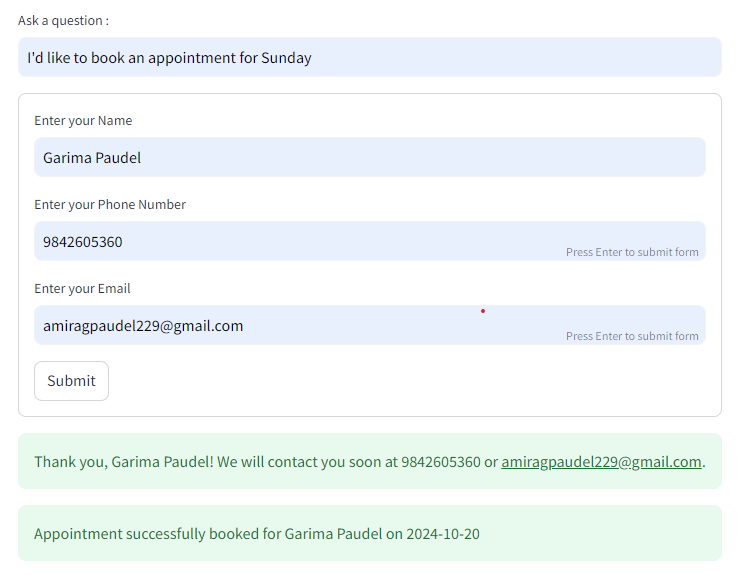 Ask a question :
I'd like to book an appointment for Sunday
Enter your Name
Garima Paudel
Enter your Phone Number
9842605360
Press Enter to submit form
Enter your Email
amiragpaudel229@gmail.com
Press Enter to submit form
Submit
Thank you, Garima Paudel! We will contact you soon at 9842605360 or amiragpaudel229@gmail.com.
Appointment successfully booked for Garima Paudel on 2024-10-20